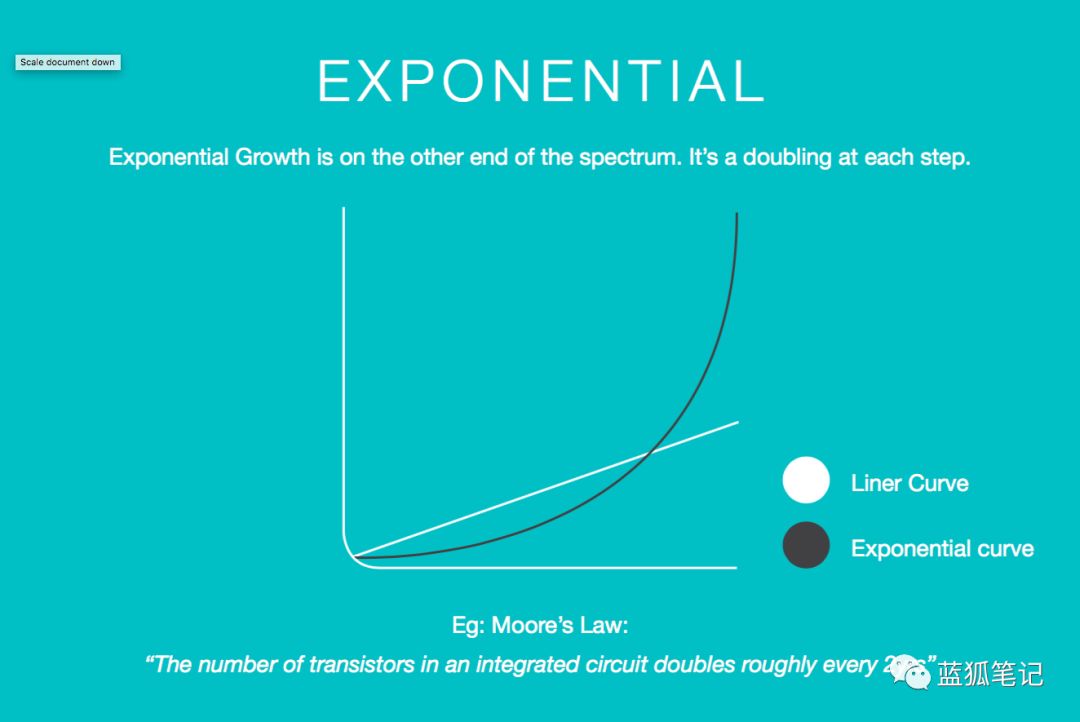 Scale document down
EXPONENTIAL
Exponential Growth is on the other end of the spectrum. It’s a doubling at each step.
Liner Curve
Exponential curve
Eg: Moore’s Law:
“The number of transistors in an integrated circuit doubles roughly every
蓝狐笔记